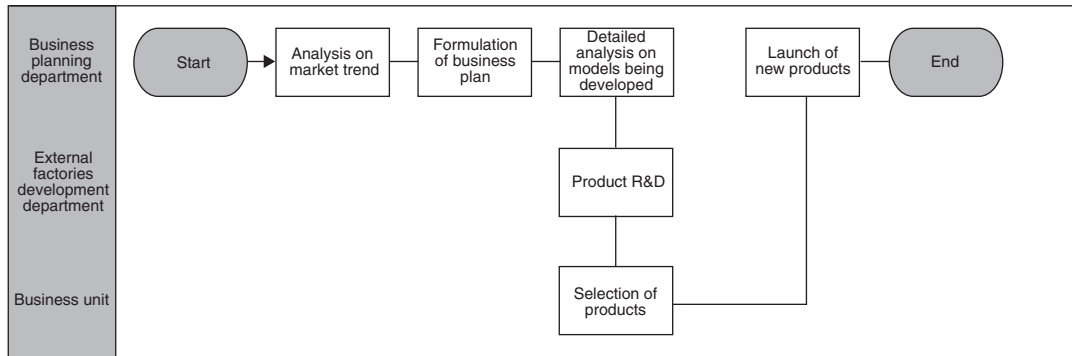 Business
planning
department
Start
Analysis on
market trend
Formulation
of business
plan
Detailed
analysis on
models being
developed
Launch of
new products
End
External
factories
development
department
Product R&D
Business unit
Selection of
products